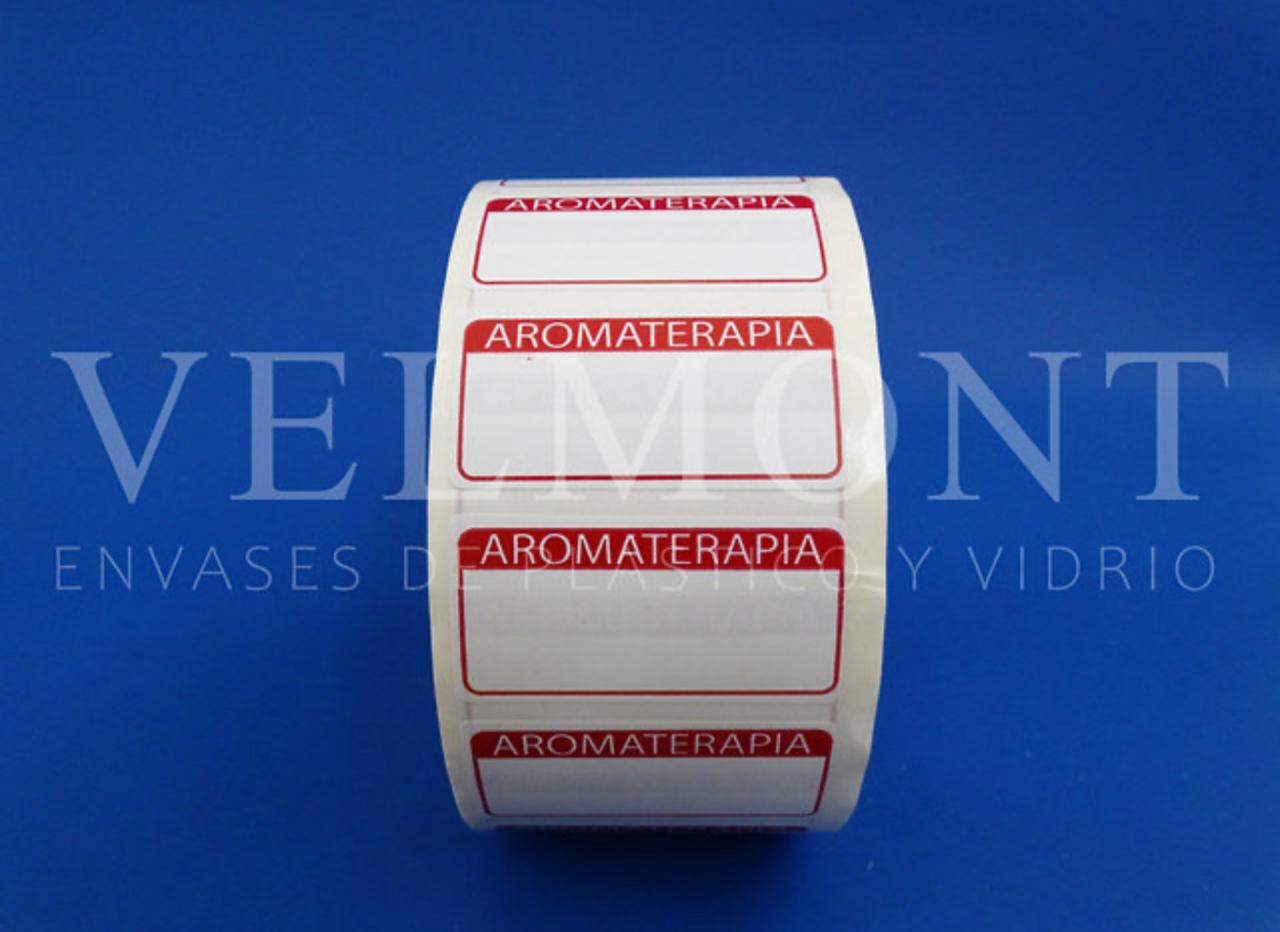 AROMATERAPIA
AROMATERAPIA
VELMONT
AROMATERAPIA
ENVASES DE PLASTICO Y VIDRIO
AROMATERAPIA